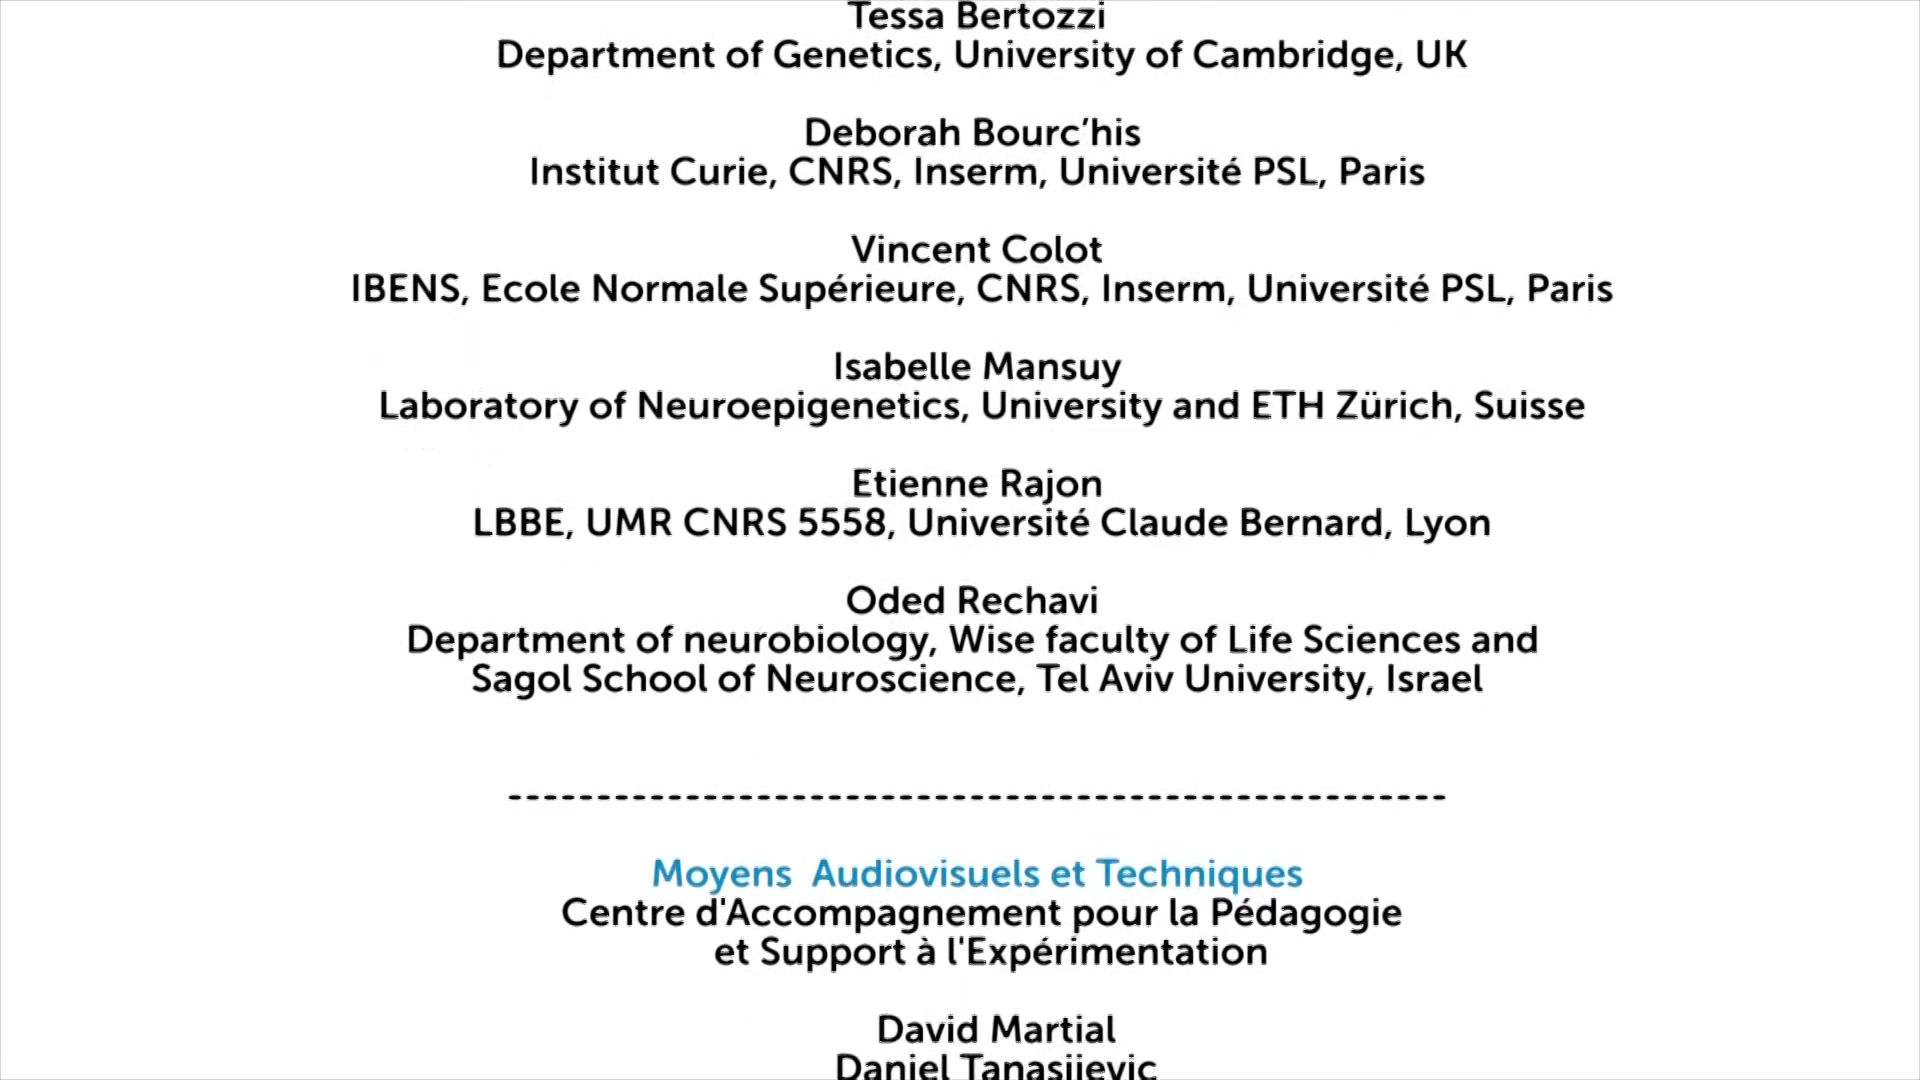 Tessa Bertozzi
Department of Genetics, University of Cambridge, UK
Deborah Bourc’his
Institut Curie, CNRS, Inserm, Université PSL, Paris
Vincent Colot
IBENS, Ecole Normale Supérieure, CNRS, Inserm, Université PSL, Paris
Isabelle Mansuy
Laboratory of Neuroepigenetics, University and ETH Zürich, Suisse
Etienne Rajon
LBBE, UMR CNRS 5558, Université Claude Bernard, Lyon
Oded Rechavi
Department of neurobiology, Wise faculty of Life Sciences and
Sagol School of Neuroscience, Tel Aviv University, Israel
-----------------------------------------------------
Moyens  Audiovisuels et Techniques
Centre d'Accompagnement pour la Pédagogie
et Support à l'Expérimentation
David Martial
Daniel Tanasijevic